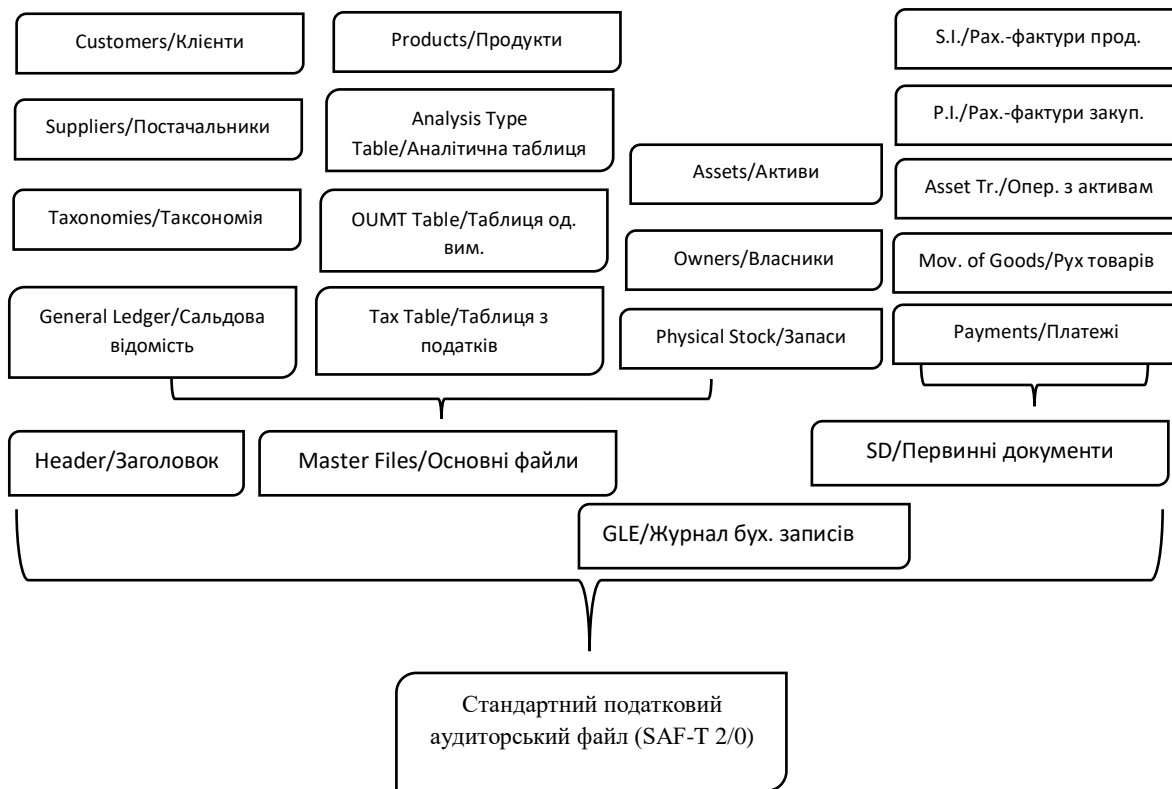 Customers/Клієнти
Products/Продукти
S.I./Рах.-фактури прод.
Suppliers/Постачальники
Analysis Type
Table/Аналітична таблиця
P.I./Рах.-фактури закуп.
Assets/Активи
Asset Tr./Опер. з активам
Taxonomies/Таксономія
OUMT Table/Таблиця од.
вим.
Owners/Власники
Mov. of Goods/Рух товарів
General Ledger/Сальдова
відомість
Tax Table/Таблиця з
податків
Physical Stock/Запаси
Payments/Платежі
Header/Заголовок
Master Files/Основні файли
SD/Первинні документи
GLE/Журнал бух. записів
Стандартний податковий
аудиторський файл (SAF-T 2/0)